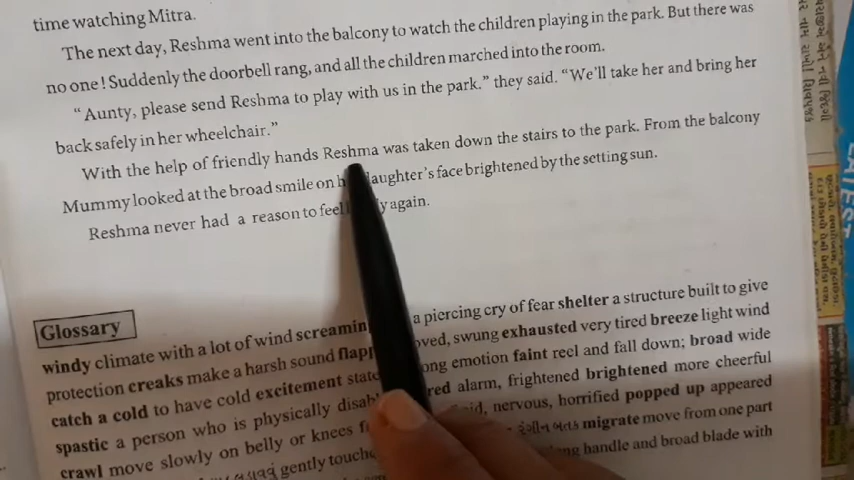 time watching Mitra.
The next day, Reshma went into the balcony to watch the children playing in the park. But there was
no one! Suddenly the doorbell rang, and all the children marched into the room.
"Aunty, please send Reshma to play with us in the park." they said. "We'll take her and bring her
back safely in her wheelchair."
With the help of friendly hands Reshma was taken down the stairs to the park. From the balcony
Mummy looked at the broad smile on h laughter's face brightened by the setting sun.
Reshma never had a reason to feel y again.
Glossary
windy climate with a lot of wind screamin a piercing cry of fear shelter a structure built to give
protection creaks make a harsh sound flap oved, swung exhausted very tired breeze light wind
catch a cold to have cold excitement state ong emotion faint reel and fall down; broad wide
spastic a person who is physically disab red alarm, frightened brightened more cheerful
crawl move slowly on belly or knees f id, nervous, horrified popped up appeared
gently touche migrate move from one part
long handle and broad blade with
LATES